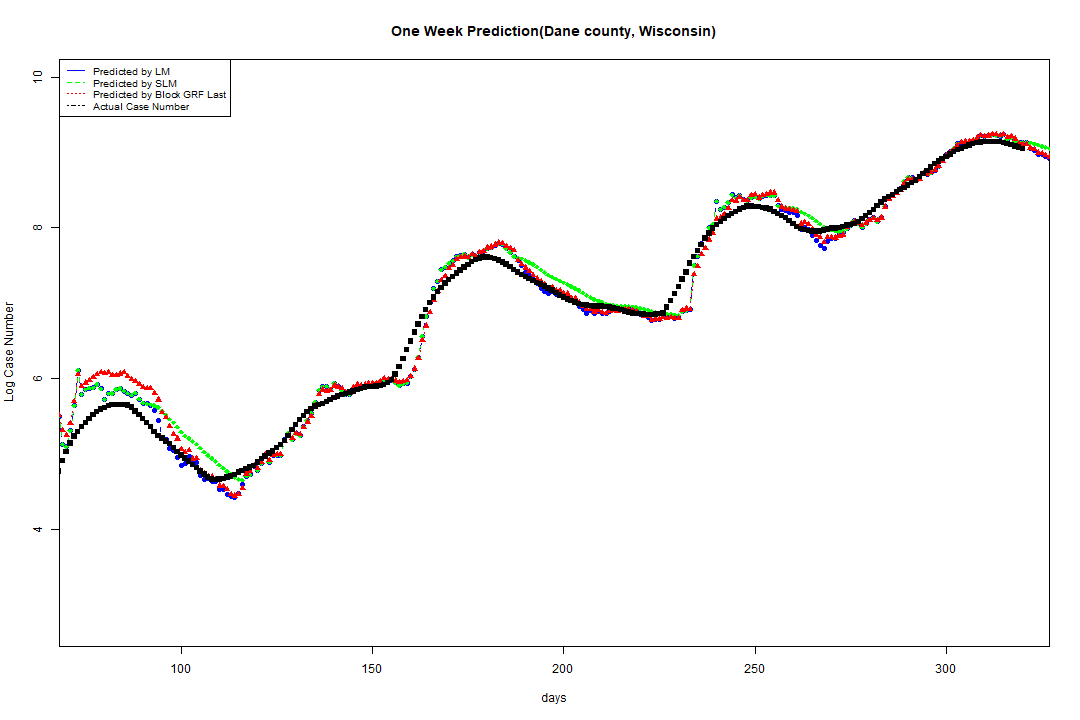 One Week Prediction(Dane county, Wisconsin)
Predicted by LM
Predicted by SLM
Predicted by Block GRF Last
Actual Case Number
10
8
6
4
Log Case Number
100 150 200 250 300
days